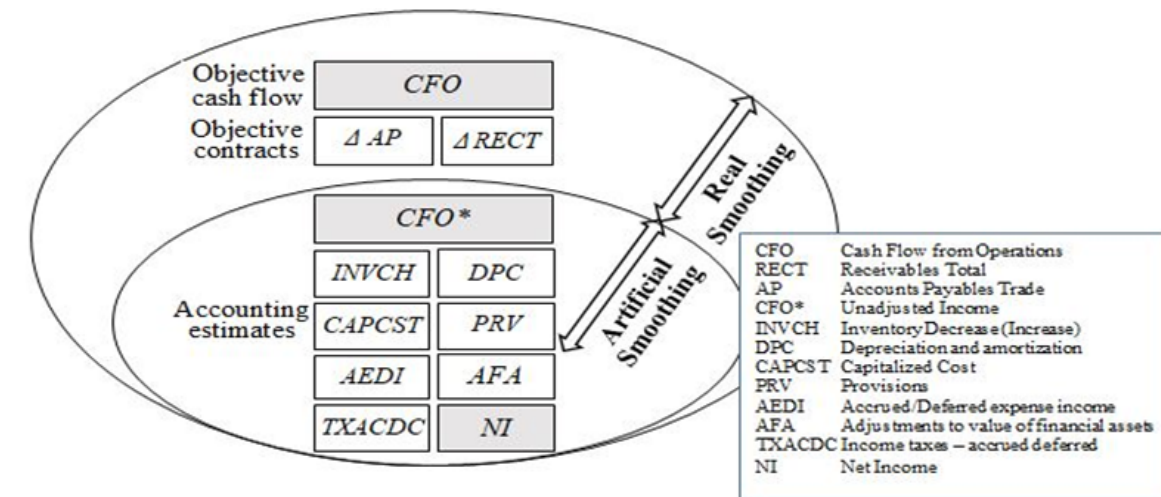 Objective
cash flow
CFO
Objective
contracts
Δ AP
Δ RECT
Real
Smoothing
CFO*
Accounting
estimates
INVCH
DPC
CAPCST
PRV
AEDI
AFA
TXACDC
NI
Artificial
Smoothing
CFO Cash Flow from Operations
RECT Receivables Total
AP Accounts Payables Trade
CFO* Unadjusted Income
INVCH Inventory Decrease (Increase)
DPC Depreciation and amortization
CAPCST Capitalized Cost
PRV Provisions
AEDI Accrued/Deferred expense income
AFA Adjustments to value of financial assets
TXACDC Income taxes – accrued deferred
NI Net Income